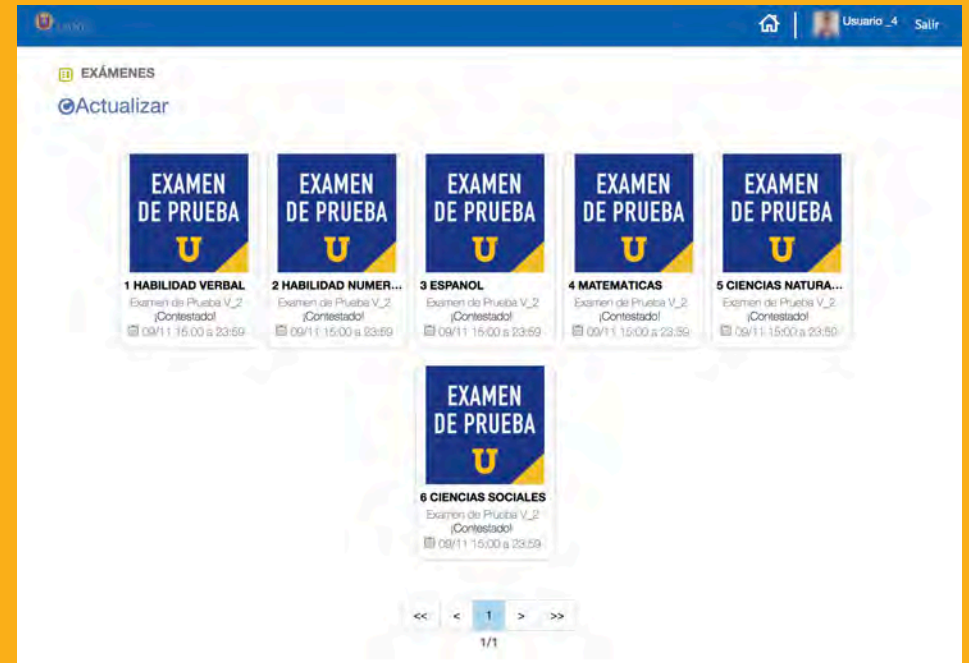 U
Usuario _4 Salir
EXÁMENES
Actualizar
EXAMEN
DE PRUEBA
U
1 HABILIDAD VERBAL
Examen de Prueba V_2
¡Contestado!
09/11 15:00 a 23:59
EXAMEN
DE PRUEBA
U
2 HABILIDAD NUMER...
Examen de Prueba V_2
¡Contestado!
09/11 15:00 a 23:59
EXAMEN
DE PRUEBA
U
3 ESPANOL
Examen de Prueba V_2
¡Contestado!
09/11 15:00 a 23:59
EXAMEN
DE PRUEBA
U
4 MATEMATICAS
Examen de Prueba V_2
¡Contestado!
09/11 15:00 a 23:59
EXAMEN
DE PRUEBA
U
5 CIENCIAS NATURA...
Examen de Prueba V_2
¡Contestado!
09/11 15:00 a 23:59
EXAMEN
DE PRUEBA
U
6 CIENCIAS SOCIALES
Examen de Prueba V_2
¡Contestado!
09/11 15:00 a 23:59
<< < 1 > >>
1/1